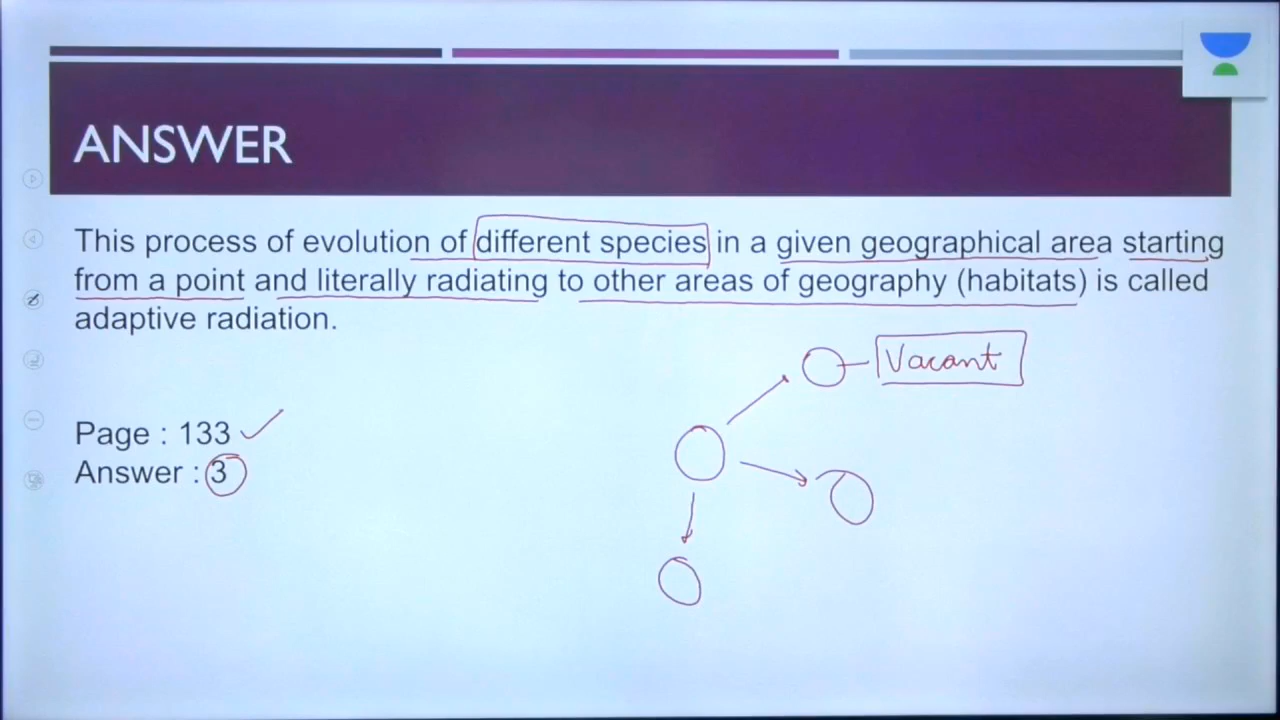 ANSWER
This process of evolution of different species in a given geographical area starting
from a point and literally radiating to other areas of geography (habitats) is called
adaptive radiation.
Vacant
Page : 133
Answer : 3